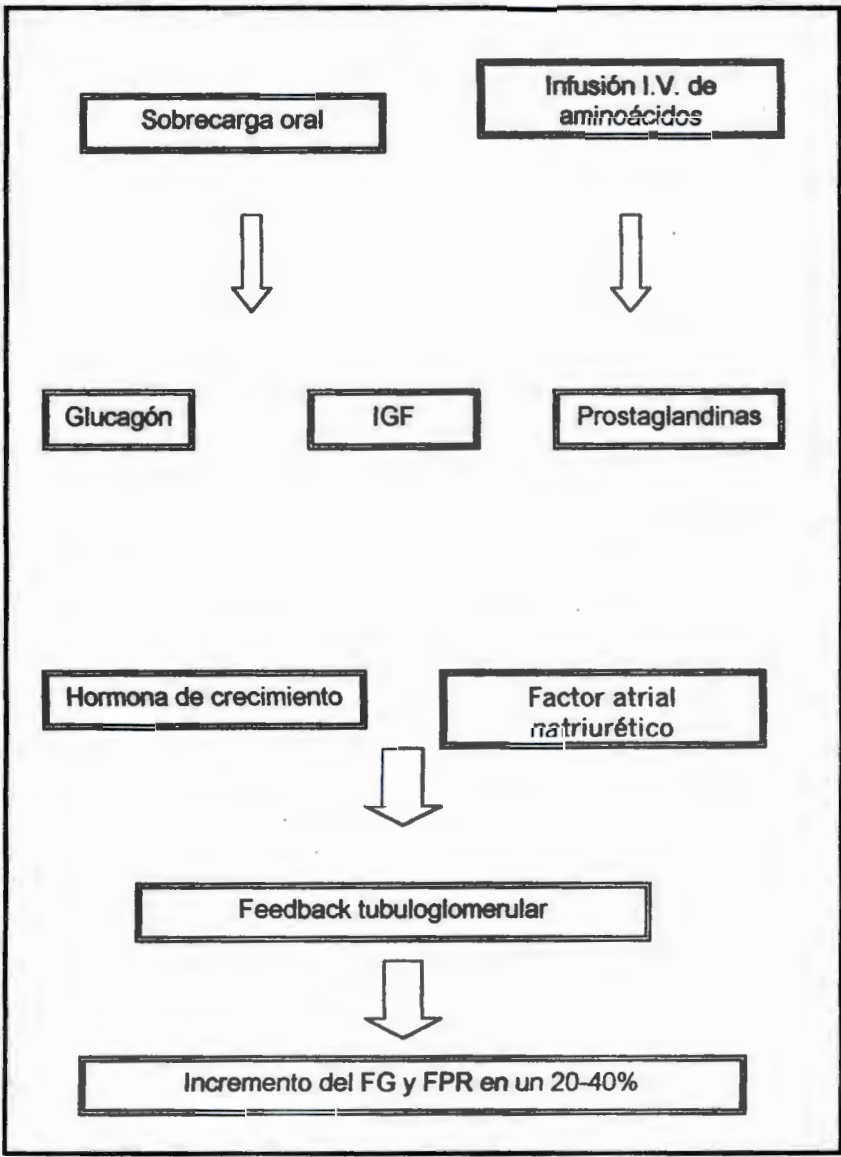 Sobrecarga oral
Infusión I.V. de
aminoácidos
Glucagón
IGF
Prostaglandinas
Hormona de crecimiento
Factor atrial
natriurético
Feedback tubuloglomerular
Incremento del FG y FPR en un 20-40%